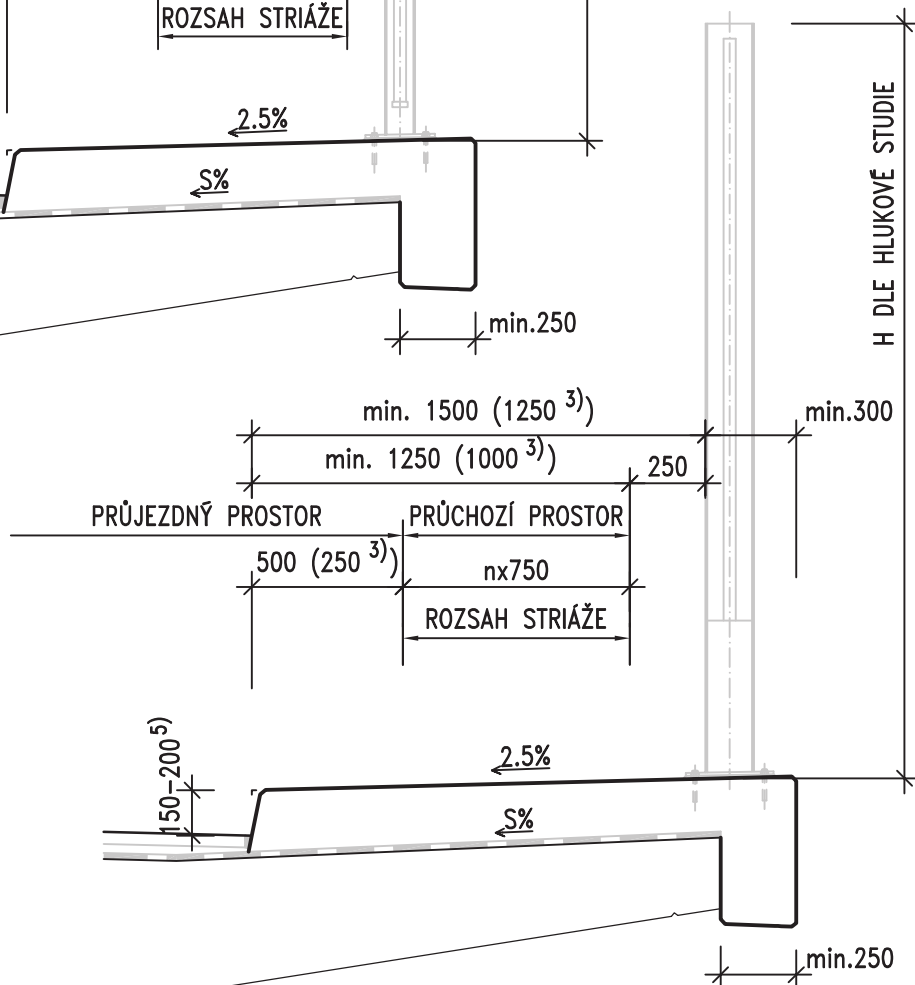 ROZSAH STRIÁŽE
2.5%
S%
min.250
min. 1500 (1250 3))
min.300
min. 1250 (1000 3))
250
PRŮJEZDNÝ PROSTOR
PRŮCHOZÍ PROSTOR
500 (250 3))
nx750
ROZSAH STRIÁŽE
H DLE HLUKOVÉ STUDIE
150-200 5)
2.5%
S%
min.250